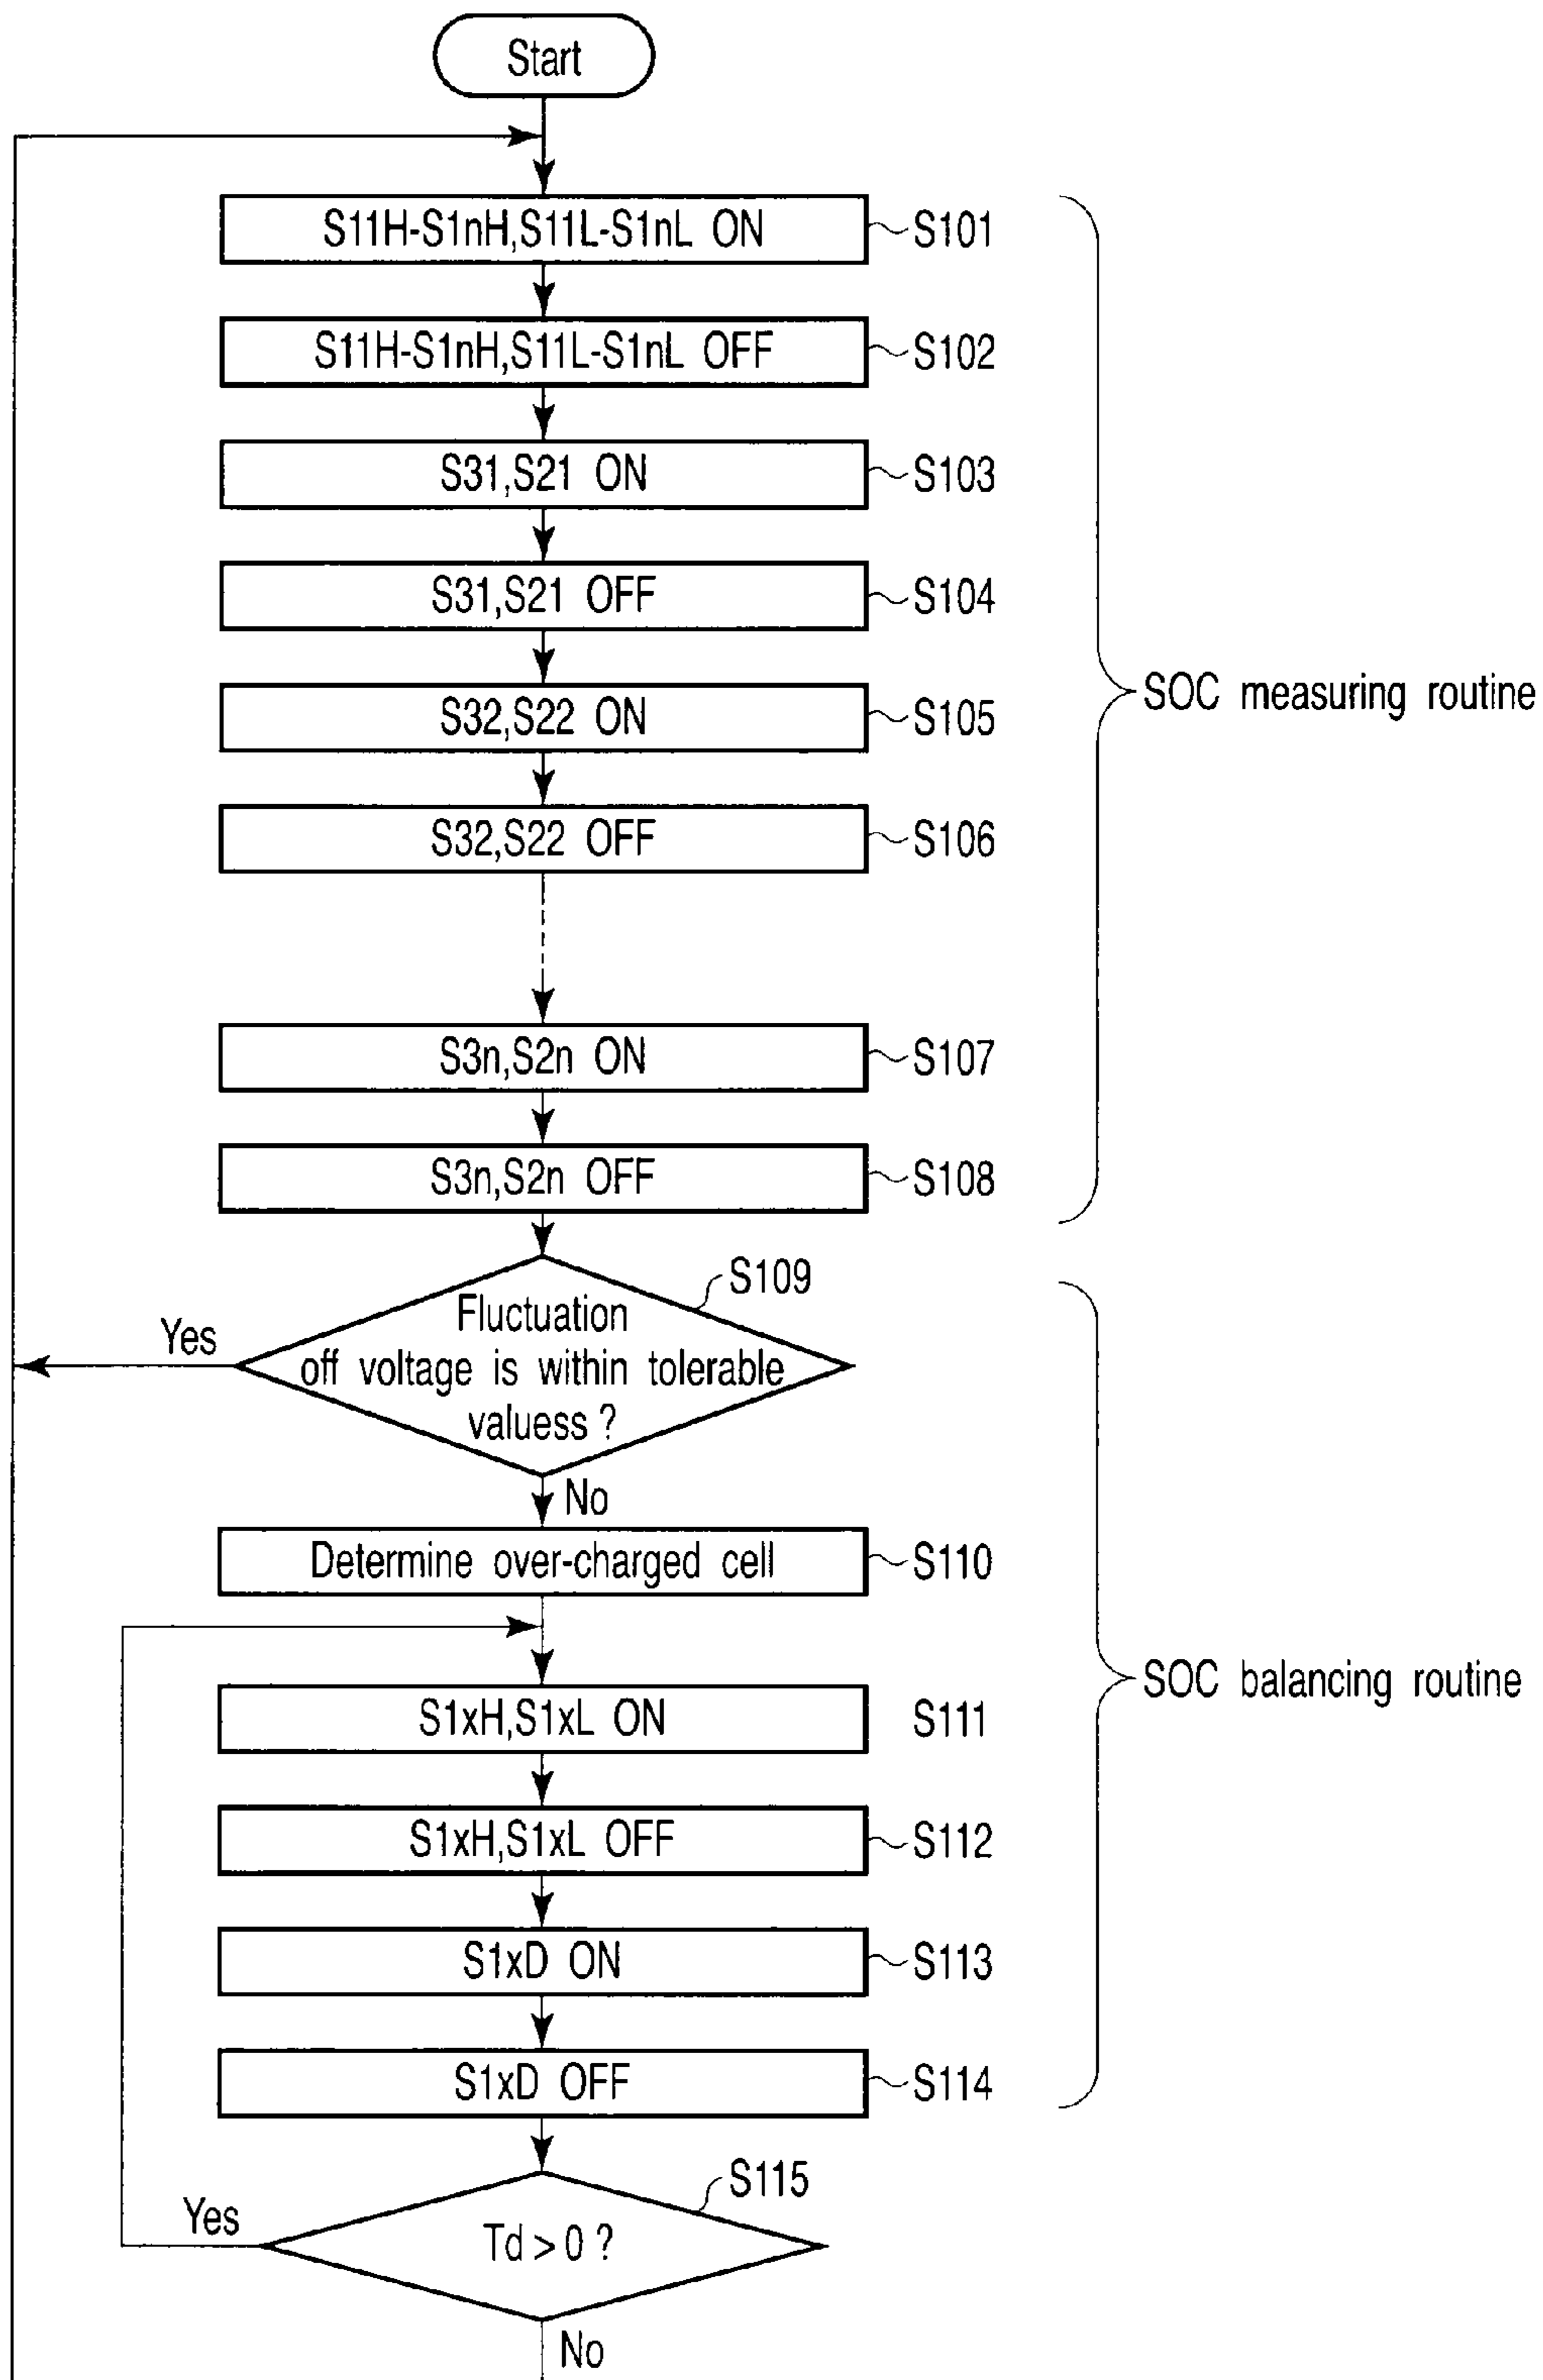 Start
S11H-S1nH,S11L-S1nL ON
S101
S11H-S1nH,S11L-S1nL OFF
S102
S31,S21 ON
S103
S31,S21 OFF
S104
S32,S22 ON
S105
SOC measuring routine
S32,S22 OFF
S106
S3n,S2n ON
S107
S3n,S2n OFF
S108
S109
Yes
Fluctuation
off voltage is within tolerable
valuess ?
No
Determine over-charged cell
S110
SOC balancing routine
S1xH,S1xL ON
S111
S1xH,S1xL OFF
S112
S1xD ON
S113
S1xD OFF
S114
S115
Yes
Td > 0 ?
No